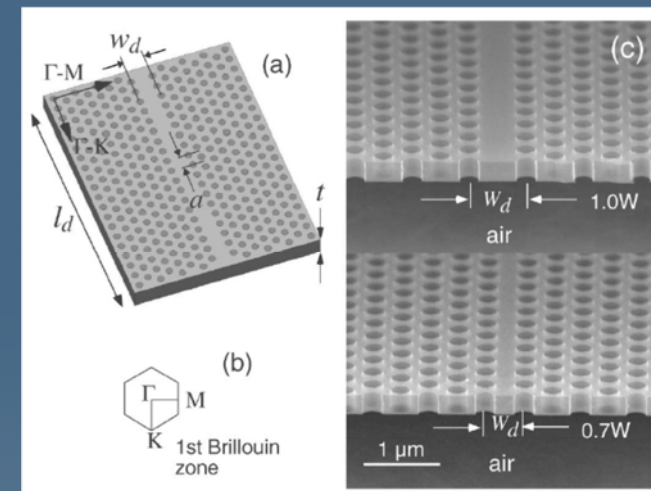 w_d
(a)
Γ-M
Γ-K
a
t
l_d
(b)
Γ
M
K
1st Brillouin
zone
(c)
W_d
1.0W
air
W_d
0.7W
1 μm
air